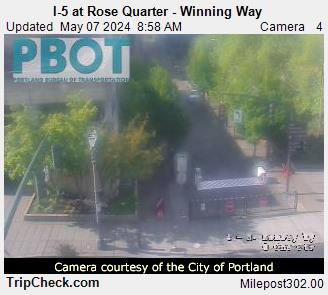 I-5 at Rose Quarter - Winning Way
Updated May 07 2024 8:58 AM Camera 4
PBOT
PORTLAND BUREAU OF TRANSPORTATION
Camera courtesy of the City of Portland
TripCheck.com Milepost302.00